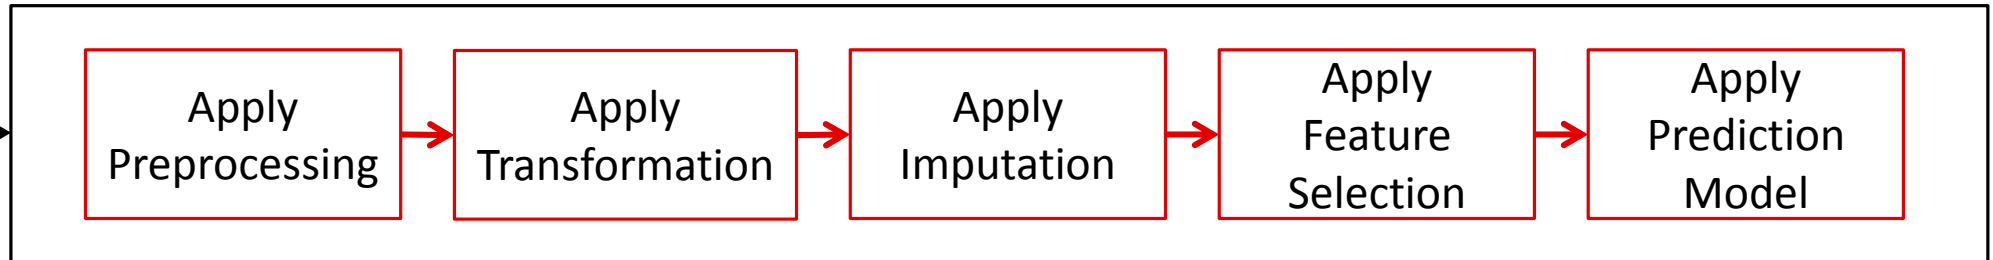 Apply
Preprocessing
Apply
Transformation
Apply
Imputation
Apply
Feature
Selection
Apply
Prediction
Model